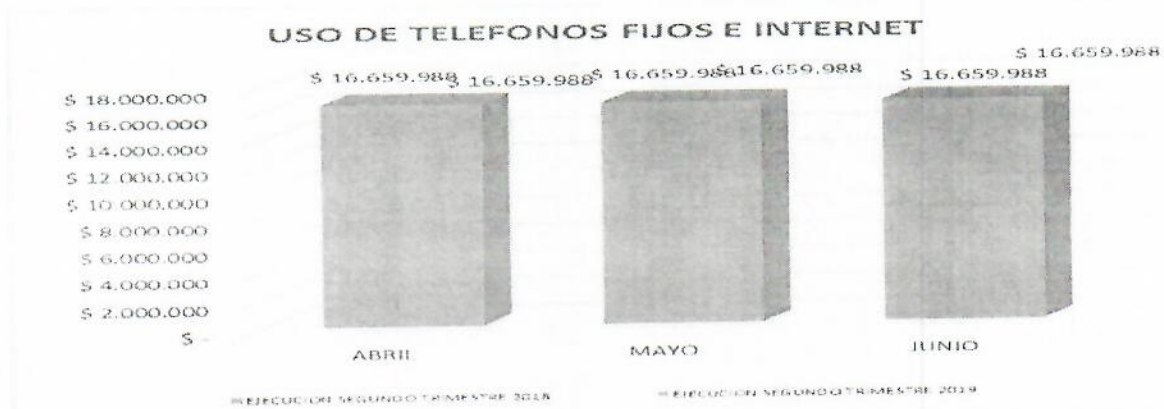 USO DE TELEFONOS FIJOS E INTERNET
$ 16.659.988 $ 16.659.988 $ 16.659.988 $ 16.659.988 $ 16.659.988 $ 16.659.988
$ 18.000.000
$ 16.000.000
$ 14.000.000
$ 12.000.000
$ 10.000.000
$ 8.000.000
$ 6.000.000
$ 4.000.000
$ 2.000.000
$ -
ABRIL MAYO JUNIO
EJECUCION SEGUNDO TRIMESTRE 2018 EJECUCION SEGUNDO TRIMESTRE 2019